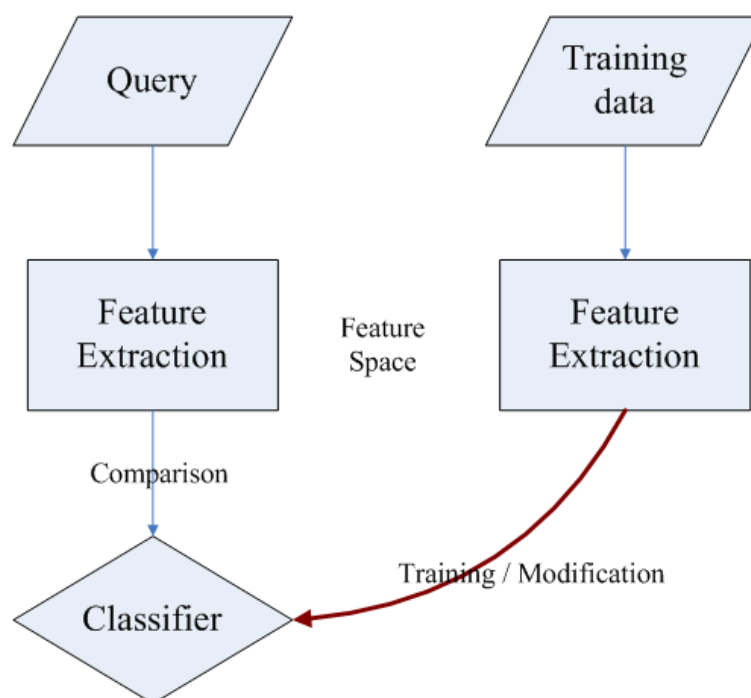 Query
Training
data
Feature
Extraction
Feature
Space
Feature
Extraction
Comparison
Training / Modification
Classifier